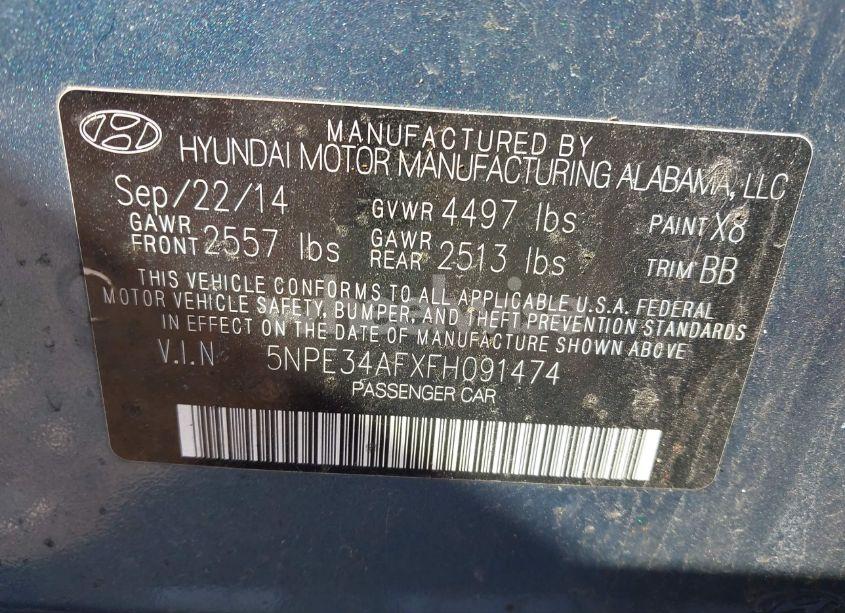 MANUFACTURED BY
HYUNDAI MOTOR MANUFACTURING ALABAMA, LLC
Sep/22/14 GVWR 4497 lbs PAINT X8
GAWR FRONT 2557 lbs GAWR REAR 2513 lbs TRIM BB
THIS VEHICLE CONFORMS TO ALL APPLICABLE U.S.A. FEDERAL
MOTOR VEHICLE SAFETY, BUMPER, AND THEFT PREVENTION STANDARDS
IN EFFECT ON THE DATE OF MANUFACTURE SHOWN ABOVE
V.I.N 5NPE34AFXFH091474
PASSENGER CAR